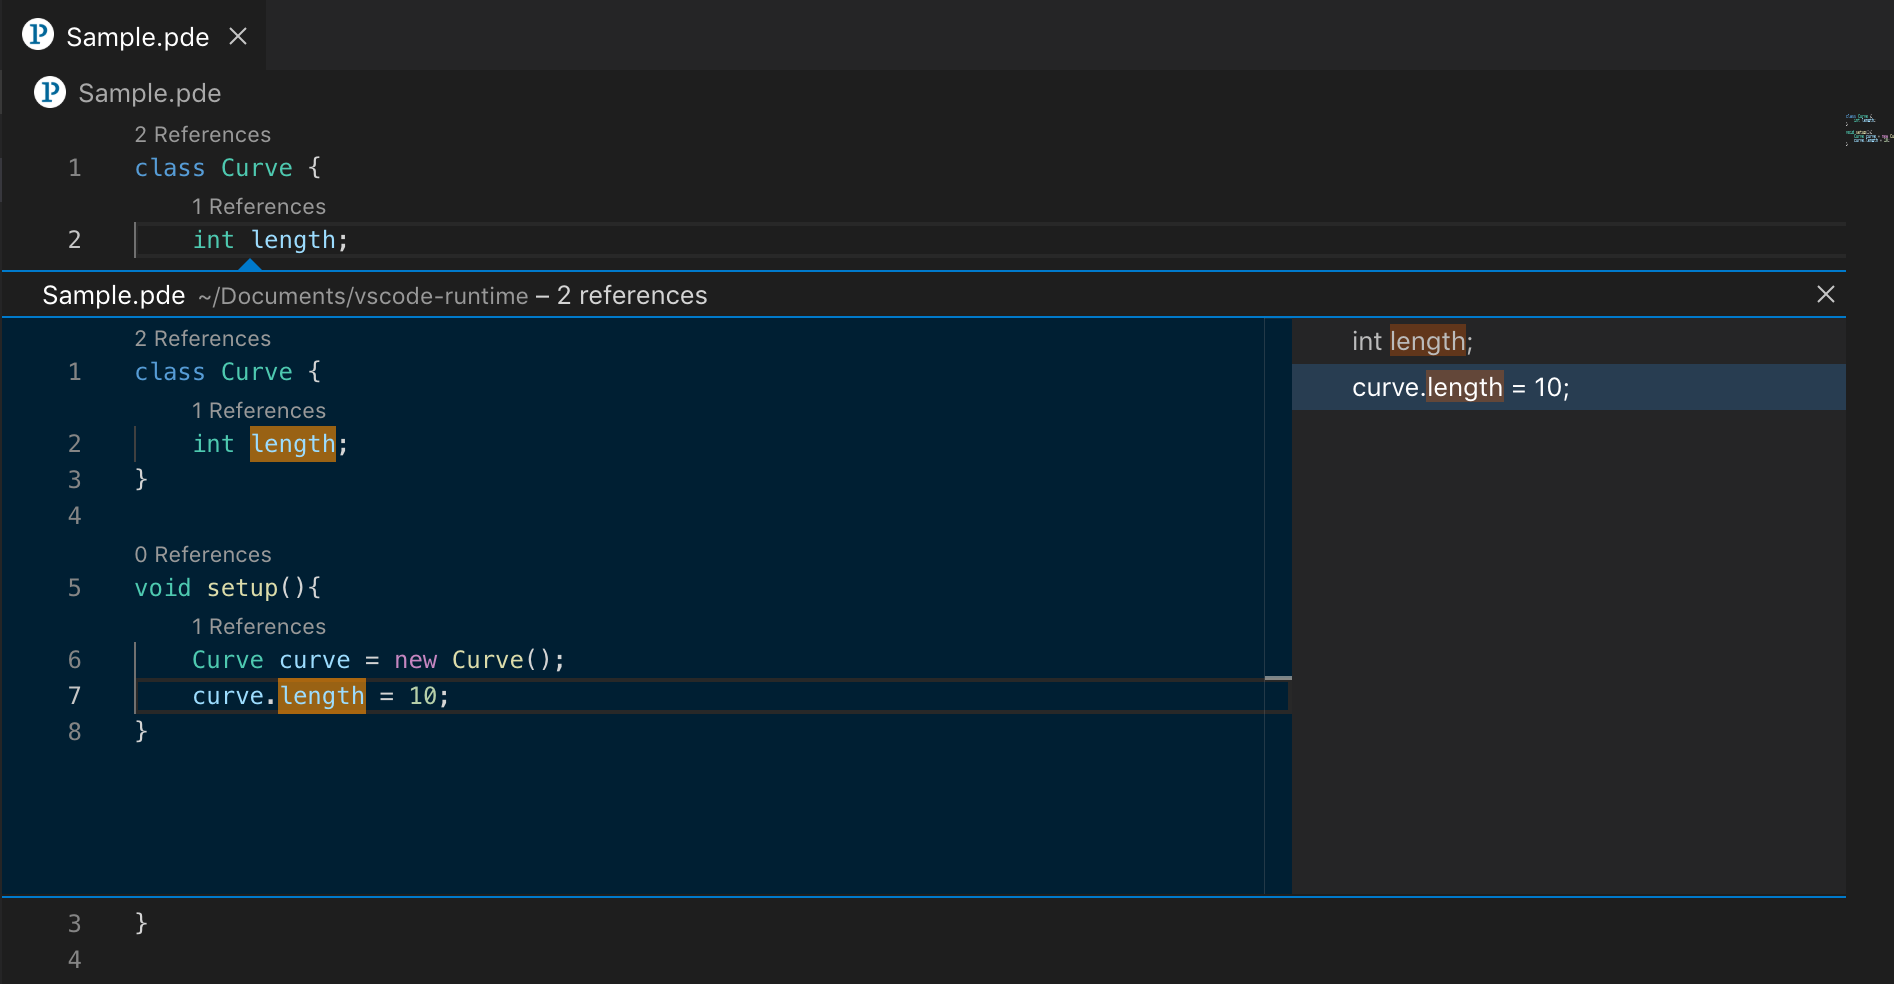 Sample.pde
Sample.pde
2 References
1 class Curve {
1 References
2 int length;
Sample.pde ~/Documents/vscode-runtime – 2 references
2 References
1 class Curve {
1 References
2 int length;
3 }
4
0 References
5 void setup(){
1 References
6 Curve curve = new Curve();
7 curve.length = 10;
8 }
int length;
curve.length = 10;
3 }
4